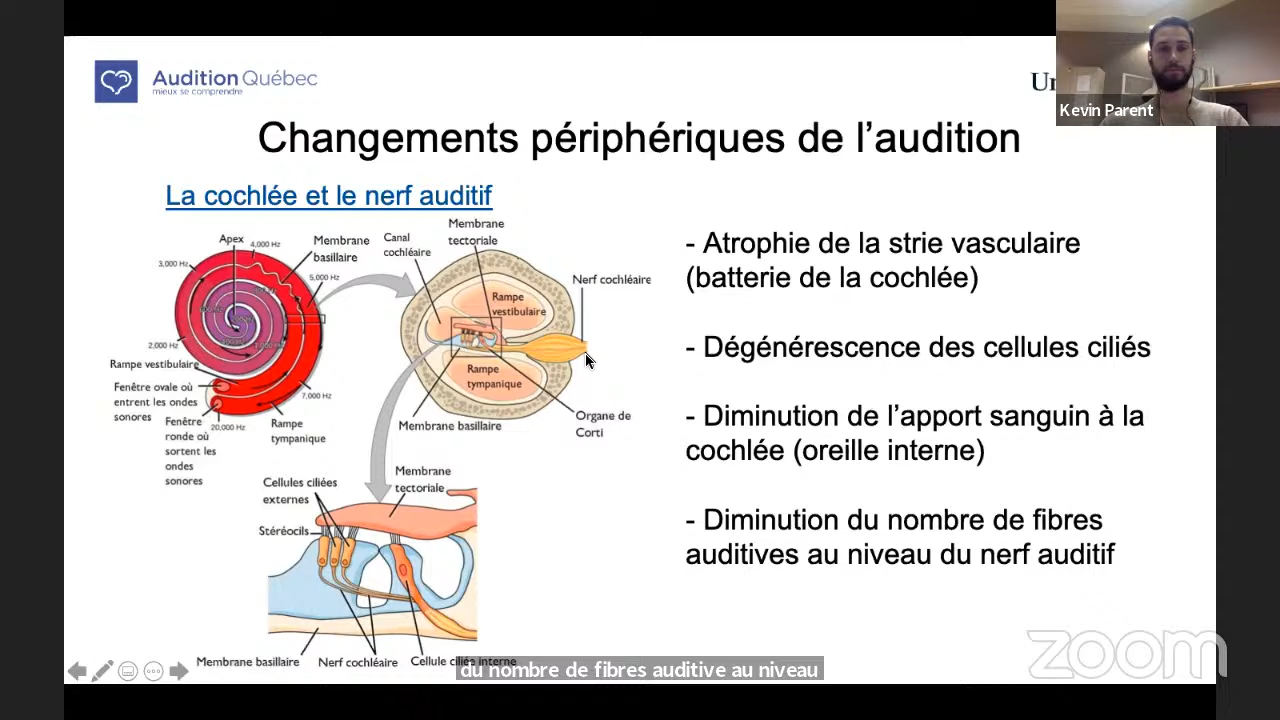 Audition Québec
mieux se comprendre
Kevin Parent
Changements périphériques de l'audition
La cochlée et le nerf auditif
Apex
4,000 Hz
3,000 Hz
Membrane
basillaire
5,000 Hz
2,000 Hz
Rampe vestibulaire
Fenêtre ovale où
entrent les ondes
sonores
7,000 Hz
20,000 Hz
Fenêtre
ronde où
sortent les
ondes
sonores
Rampe
tympanique
Canal
cochléaire
Membrane
tectoriale
Nerf cochléaire
Rampe
vestibulaire
Rampe
tympanique
Membrane basillaire
Organe de
Corti
Cellules ciliées
externes
Membrane
tectoriale
Stéréocils
Membrane basillaire
Nerf cochléaire
Cellule ciliée interne
- Atrophie de la strie vasculaire
(batterie de la cochlée)
- Dégénérescence des cellules ciliés
- Diminution de l'apport sanguin à la
cochlée (oreille interne)
- Diminution du nombre de fibres
auditives au niveau du nerf auditif
du nombre de fibres auditive au niveau
zoom